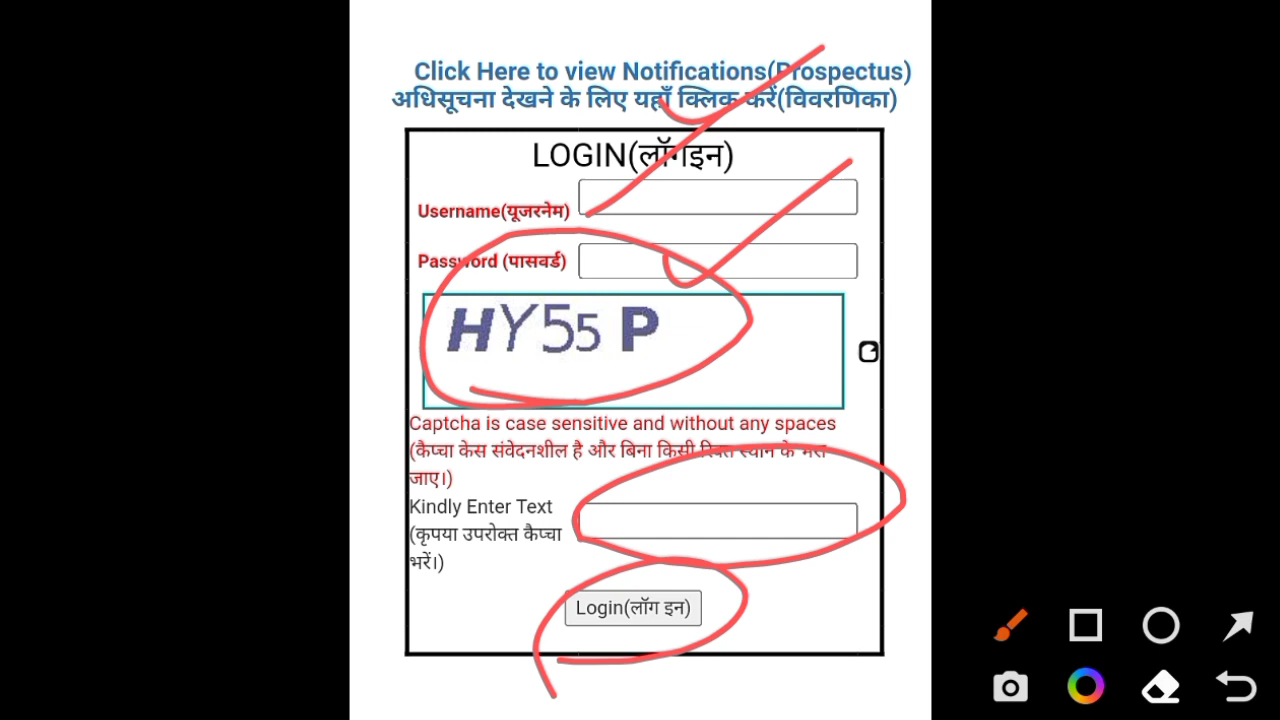 Click Here to view Notifications(Prospectus)
अधिसूचना देखने के लिए यहाँ क्लिक करें(विवरणिका)
LOGIN(लॉगइन)
Username(यूजरनेम)
Password (पासवर्ड)
HY55 P
Captcha is case sensitive and without any spaces
(कैप्चा केस संवेदनशील है और बिना किसी रिक्त स्थान के भरा
जाए।)
Kindly Enter Text
(कृपया उपरोक्त कैप्चा
भरें।)
Login(लॉग इन)